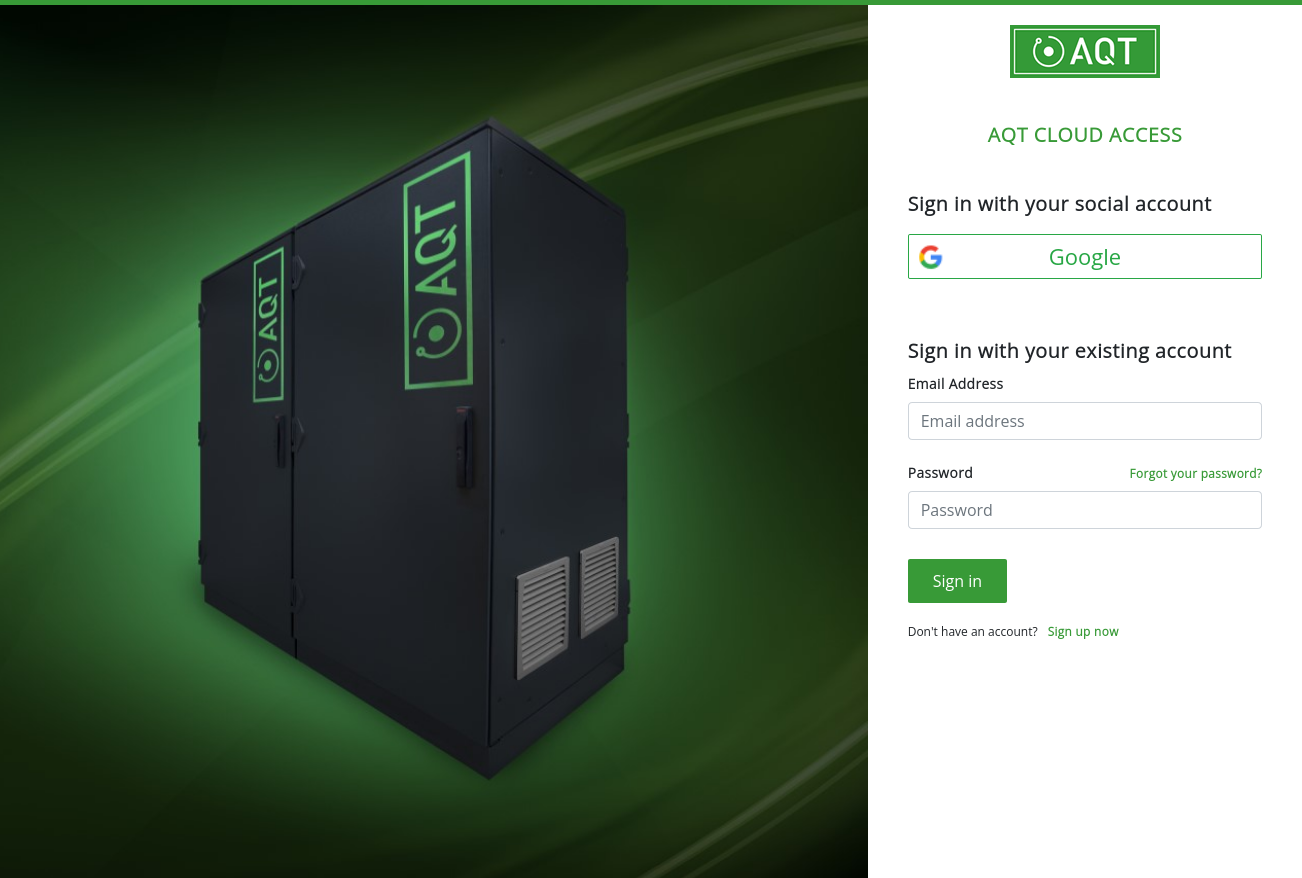 AQT
AQT
AQT
AQT CLOUD ACCESS
Sign in with your social account
Google
Sign in with your existing account
Email Address
Email address
Password Forgot your password?
Password
Sign in
Don't have an account? Sign up now